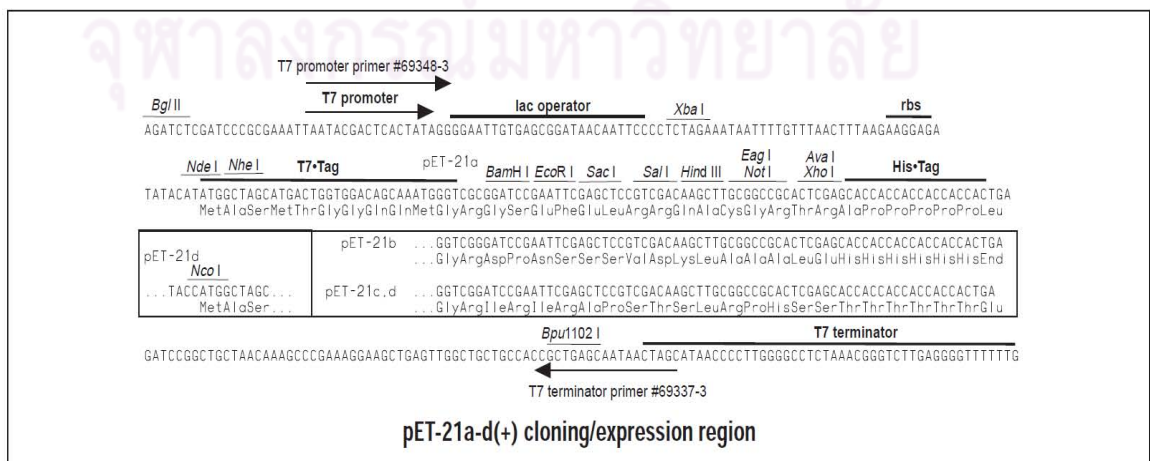 จุฬาลงกรณ์มหาวิทยาลัย
T7 promoter primer #69348-3
Bgl II T7 promoter lac operator Xba I rbs
AGATCTCGATCCCGCGAAATTAATACGACTCACTATAGGGGAATTGTGAGCGGATAACAATTCCCCTCTAGAAATAATTTTGTTTAACTTTAAGAAGGAGA
Nde I Nhe I T7•Tag pET-21a BamH I EcoR I Sac I Sal I Hind III Eag I Not I Ava I Xho I His•Tag
TATACATATGGCTAGCATGACTGGTGGACAGCAAATGGGTCGCGGATCCGAATTCGAGCTCCGTCGACAAGCTTGCGGCCGCACTCGAGCACCACCACCACCACCACTGA
MetAlaSerMetThrGlyGlyGlnGlnMetGlyArgGlySerGluPheGluLeuArgArgGlnAlaCysGlyArgThrArgAlaProProProProProLeu
pET-21b ...GGTCGGGATCCGAATTCGAGCTCCGTCGACAAGCTTGCGGCCGCACTCGAGCACCACCACCACCACCACTGA
GlyArgAspProAsnSerSerSerValAspLysLeuAlaAlaAlaLeuGluHisHisHisHisHisHisEnd
pET-21d
Nco I
...TACCATGGCTAGC...
MetAlaSer...
pET-21c,d ...GGTCGGATCCGAATTCGAGCTCCGTCGACAAGCTTGCGGCCGCACTCGAGCACCACCACCACCACCACTGA
GlyArgIleArgIleArgAlaProSerThrSerLeuArgProHisSerSerThrThrThrThrThrThrGlu
Bpu1102 I T7 terminator
GATCCGGCTGCTAACAAAGCCCGAAAGGAAGCTGAGTTGGCTGCTGCCACCGCTGAGCAATAACTAGCATAACCCCTTGGGGCCTCTAAACGGGTCTTGAGGGGTTTTTTG
T7 terminator primer #69337-3
pET-21a-d(+) cloning/expression region